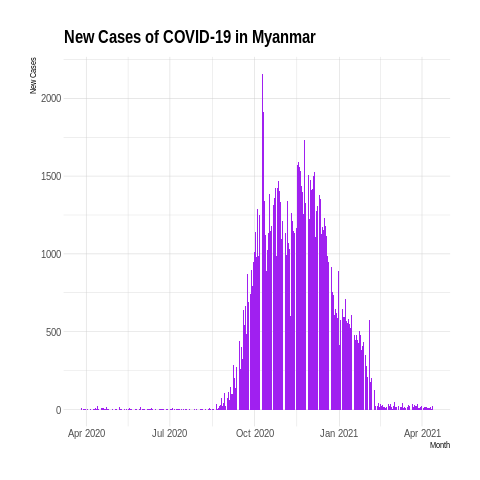 New Cases of COVID-19 in Myanmar
New Cases
2000
1500
1000
500
0
Apr 2020 Jul 2020 Oct 2020 Jan 2021 Apr 2021
Month